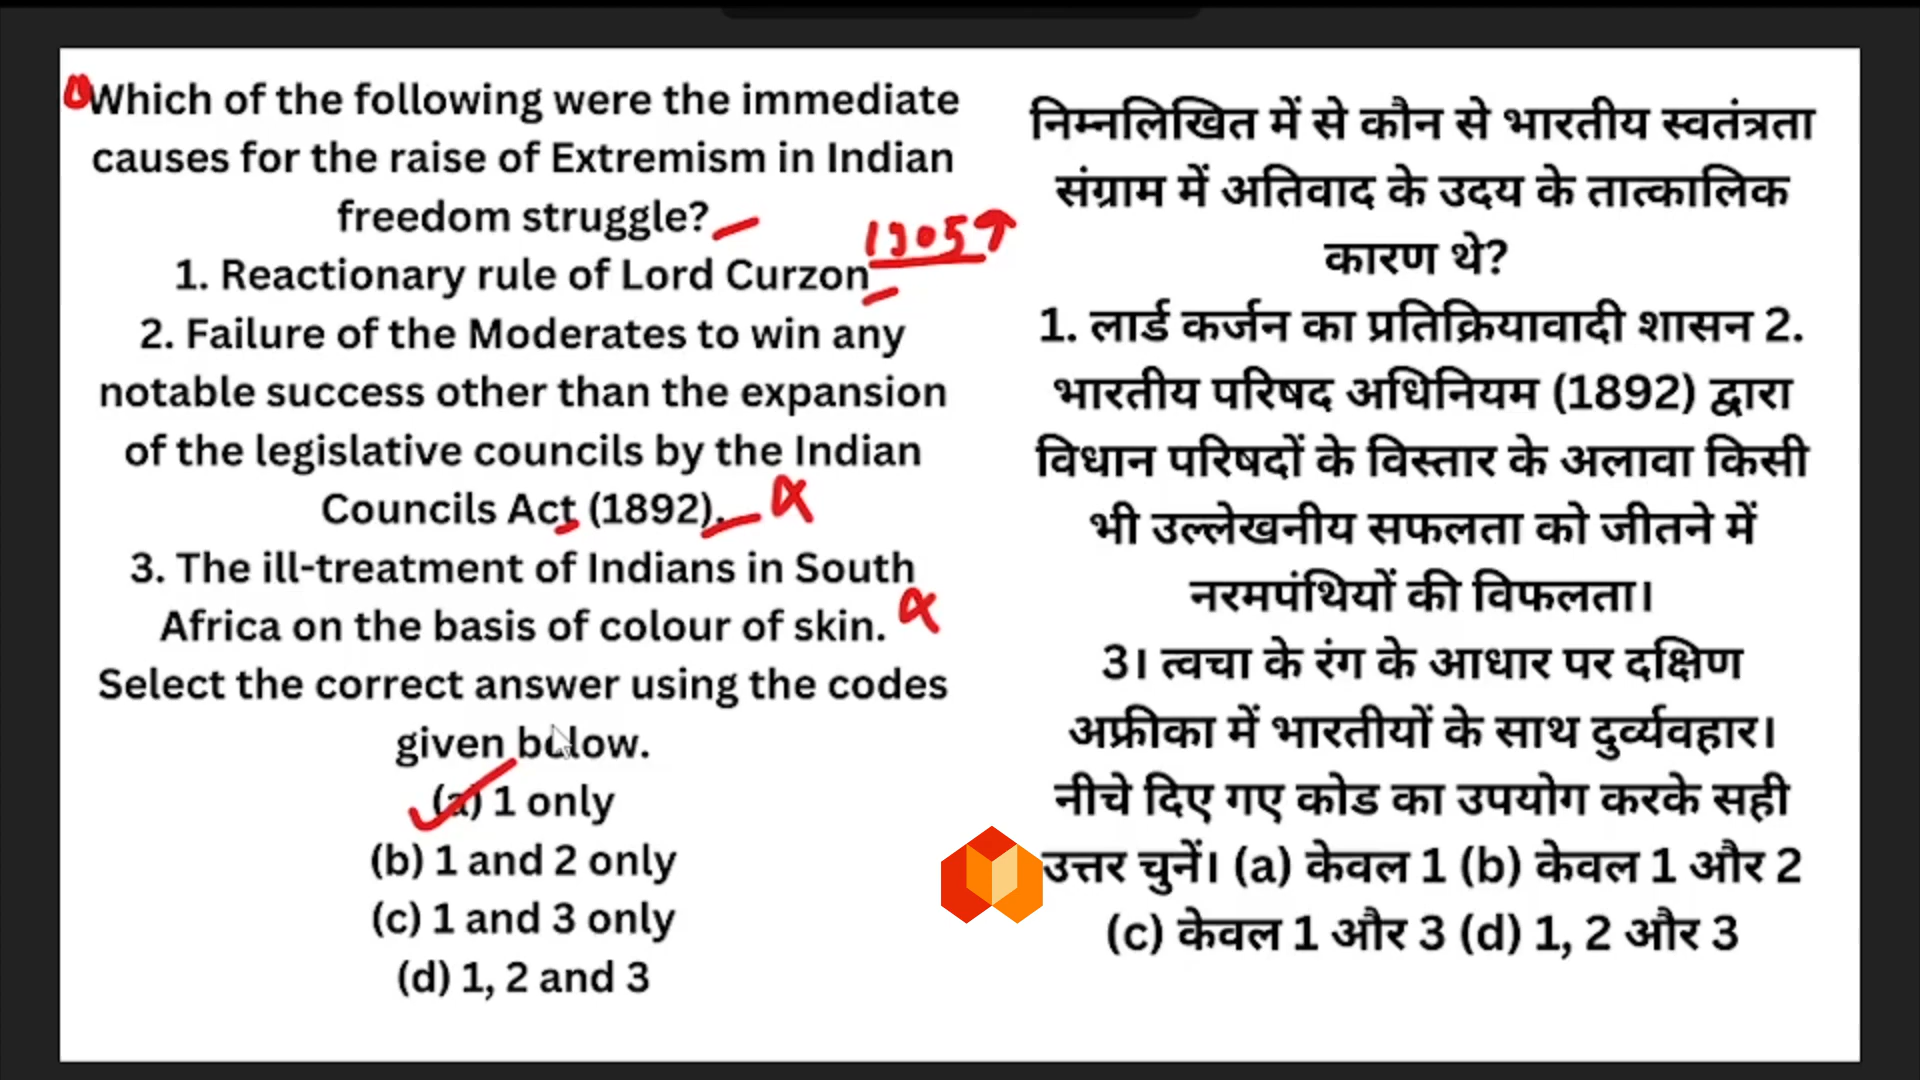 Which of the following were the immediate
causes for the raise of Extremism in Indian
freedom struggle?
1905↑
1. Reactionary rule of Lord Curzon
2. Failure of the Moderates to win any
notable success other than the expansion
of the legislative councils by the Indian
Councils Act (1892).
3. The ill-treatment of Indians in South
Africa on the basis of colour of skin.
Select the correct answer using the codes
given below.
(a) 1 only
(b) 1 and 2 only
(c) 1 and 3 only
(d) 1, 2 and 3
निम्नलिखित में से कौन से भारतीय स्वतंत्रता
संग्राम में अतिवाद के उदय के तात्कालिक
कारण थे?
1. लार्ड कर्जन का प्रतिक्रियावादी शासन 2.
भारतीय परिषद अधिनियम (1892) द्वारा
विधान परिषदों के विस्तार के अलावा किसी
भी उल्लेखनीय सफलता को जीतने में
नरमपंथियों की विफलता।
3। त्वचा के रंग के आधार पर दक्षिण
अफ्रीका में भारतीयों के साथ दुर्व्यवहार।
नीचे दिए गए कोड का उपयोग करके सही
उत्तर चुनें। (a) केवल 1 (b) केवल 1 और 2
(c) केवल 1 और 3 (d) 1, 2 और 3